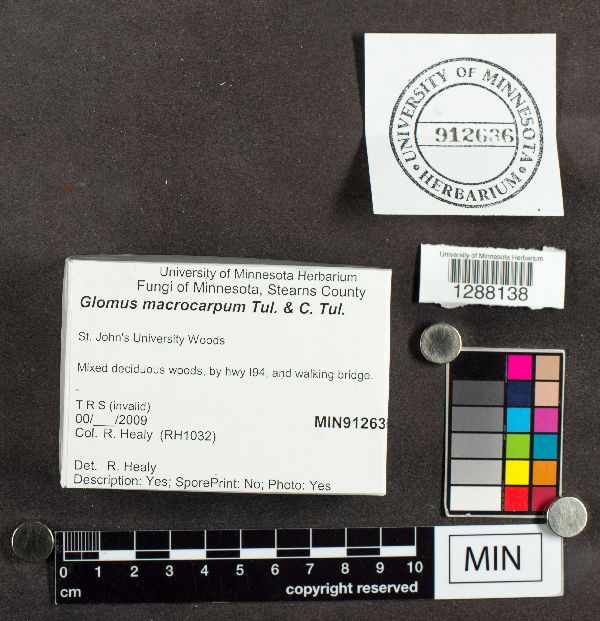 UNIVERSITY OF MINNESOTA
912636
HERBARIUM
University of Minnesota Herbarium
1288138
University of Minnesota Herbarium
Fungi of Minnesota, Stearns County
Glomus macrocarpum Tul. & C. Tul.
St. John's University Woods
Mixed deciduous woods, by hwy I94, and walking bridge.
T R S (invalid)
00/___/2009
MIN91263
Col. R. Healy (RH1032)
Det. R. Healy
Description: Yes; SporePrint: No; Photo: Yes
0 1 2 3 4 5 6 7 8 9 10
cm
copyright reserved
MIN